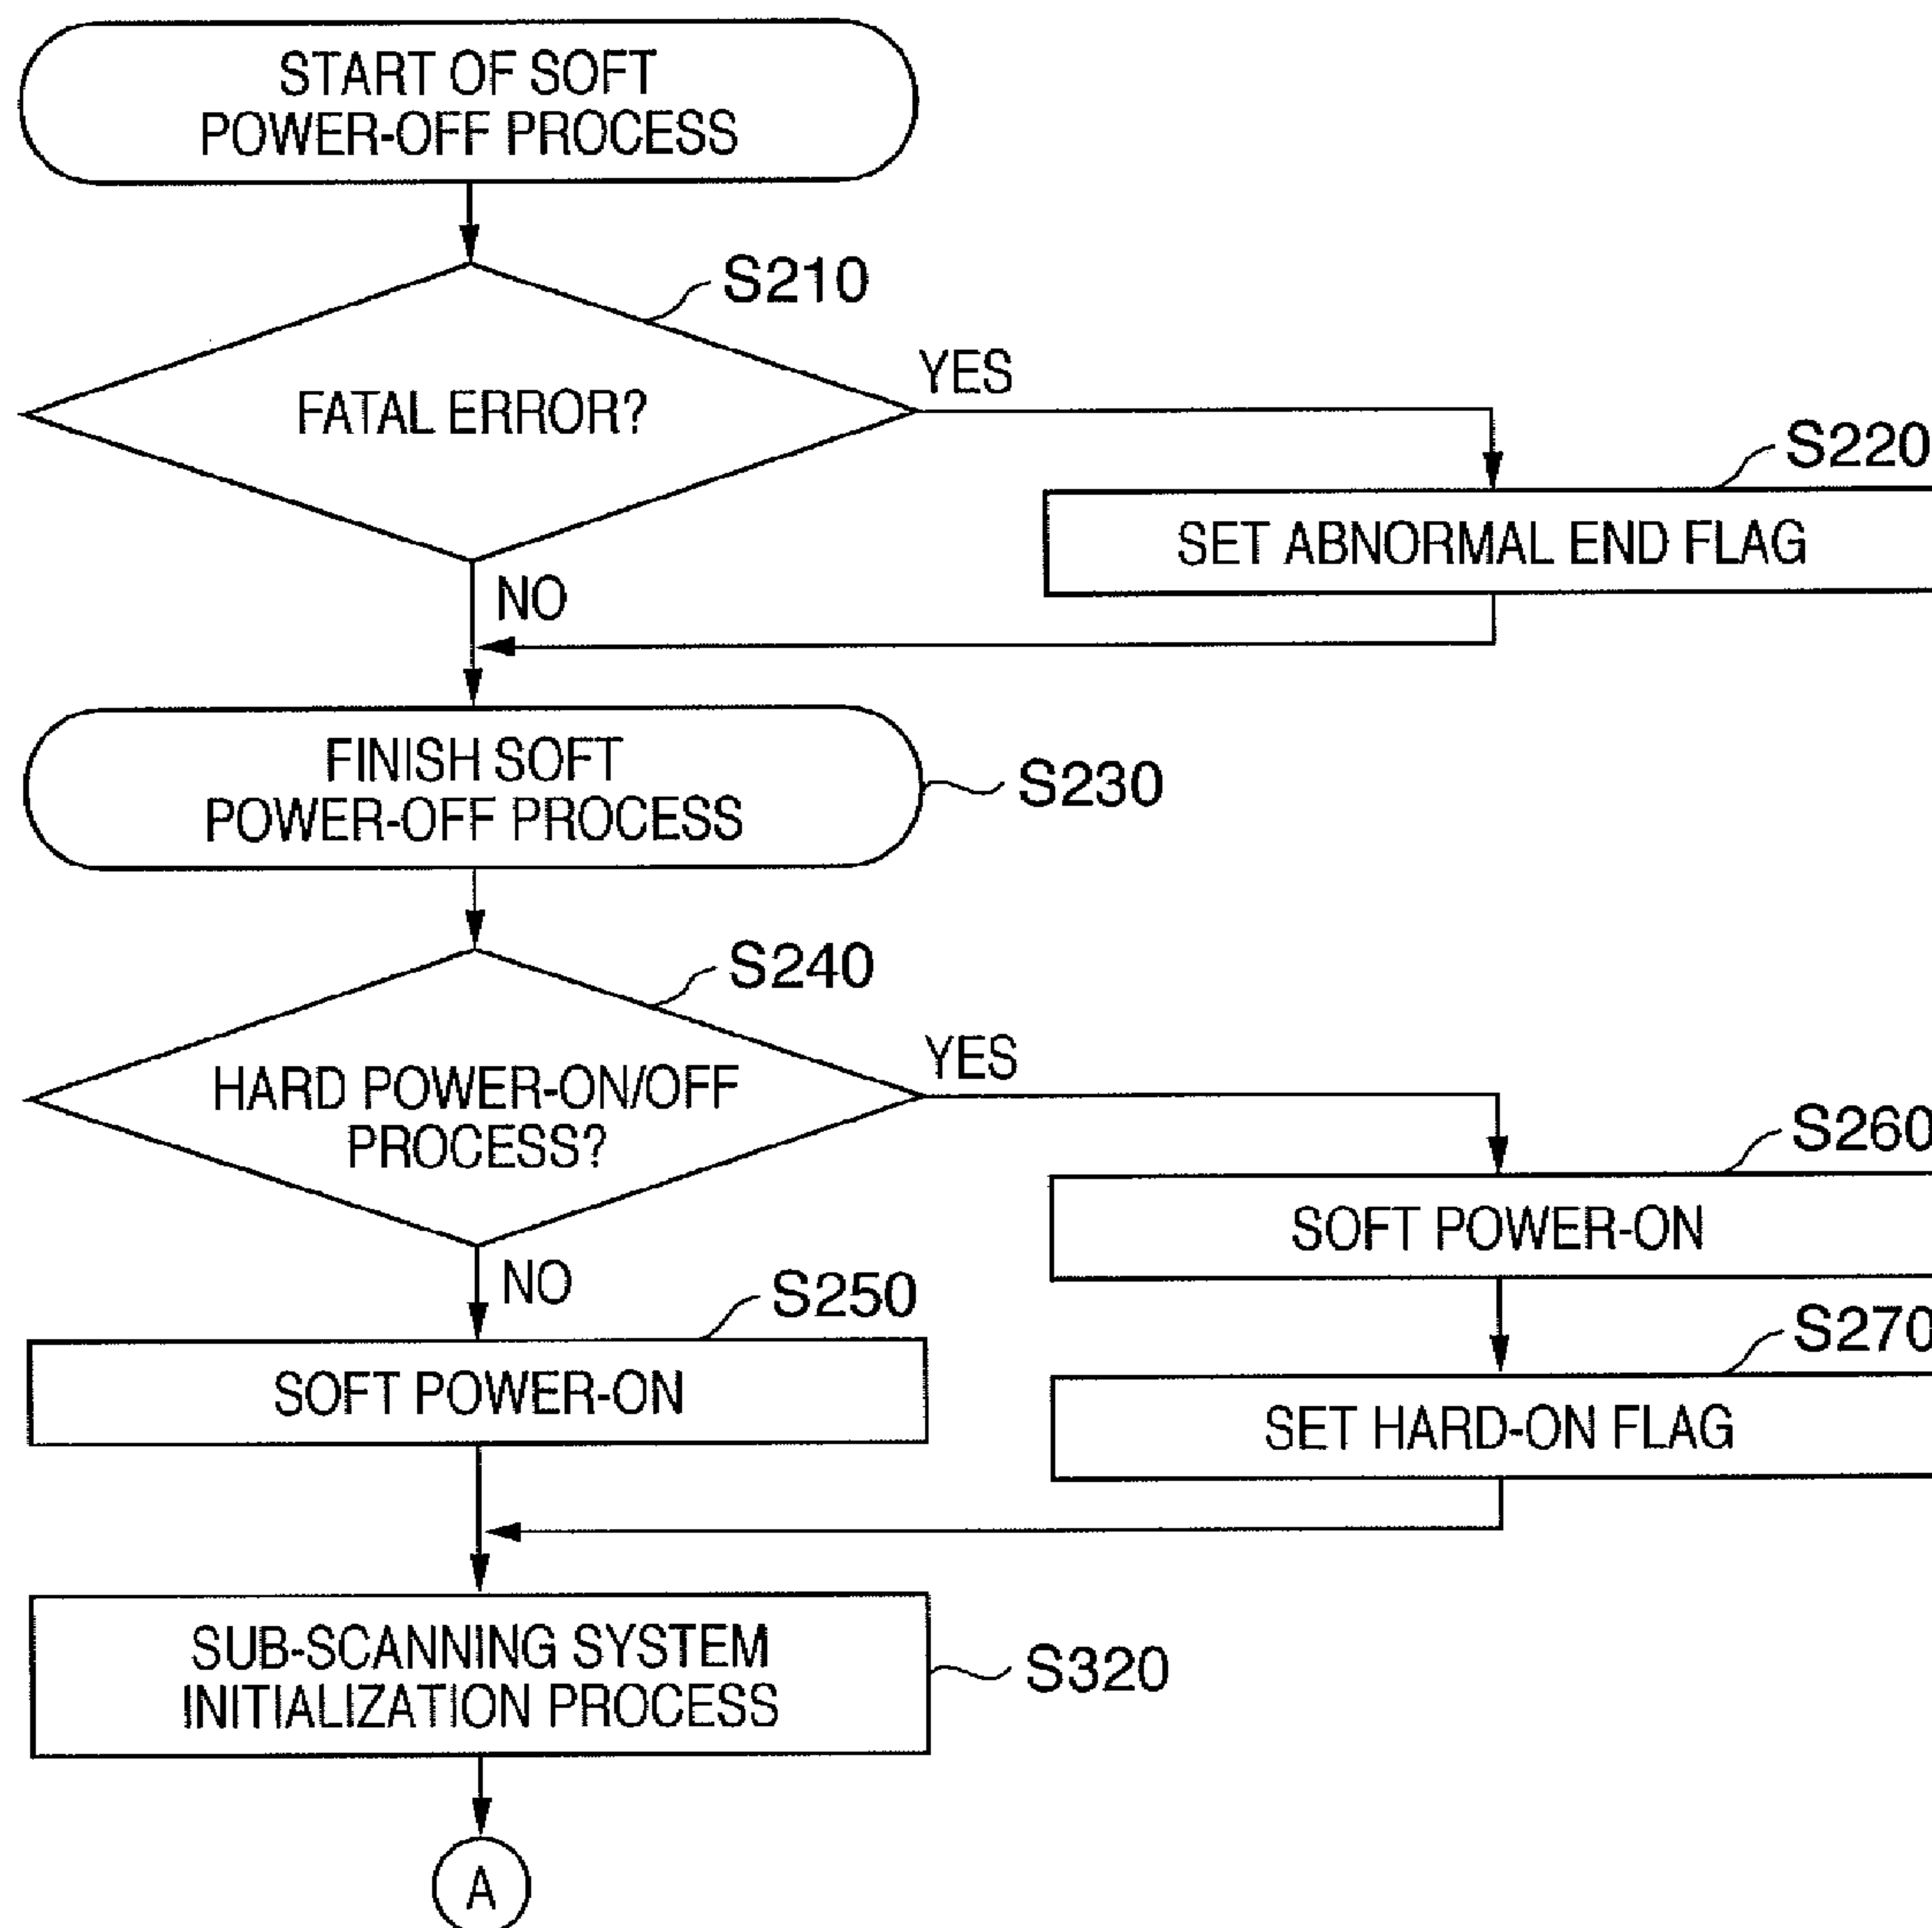 START OF SOFT
POWER-OFF PROCESS
S210
FATAL ERROR?
YES
S220
SET ABNORMAL END FLAG
NO
FINISH SOFT
POWER-OFF PROCESS
S230
S240
HARD POWER-ON/OFF
PROCESS?
YES
S260
SOFT POWER-ON
NO
S250
SOFT POWER-ON
S270
SET HARD-ON FLAG
SUB-SCANNING SYSTEM
INITIALIZATION PROCESS
S320
A